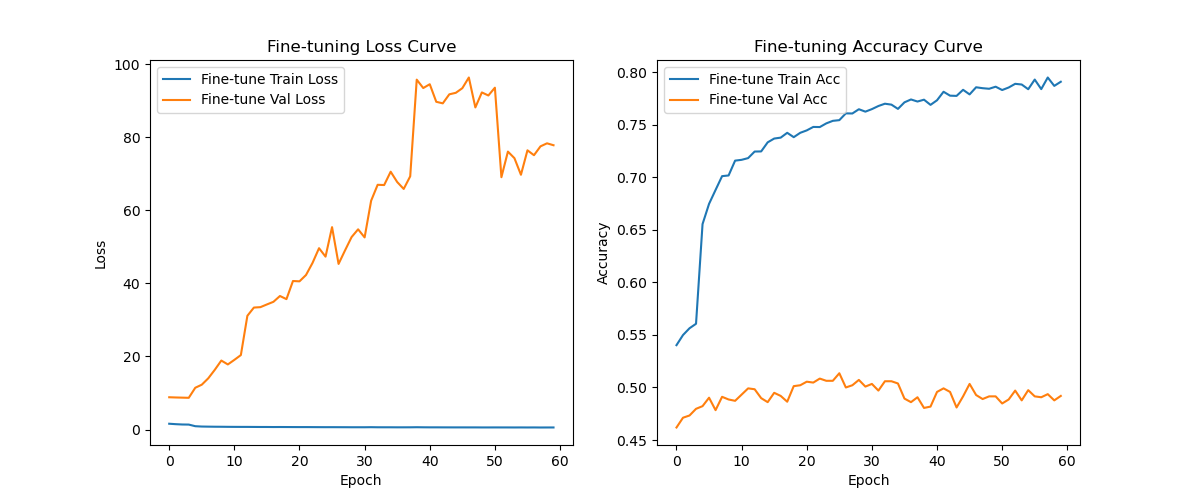 Fine-tuning Loss Curve
Fine-tune Train Loss
Fine-tune Val Loss
100
80
60
40
20
0
Loss
0 10 20 30 40 50 60
Epoch
Fine-tuning Accuracy Curve
Fine-tune Train Acc
Fine-tune Val Acc
0.80
0.75
0.70
0.65
0.60
0.55
0.50
0.45
Accuracy
0 10 20 30 40 50 60
Epoch